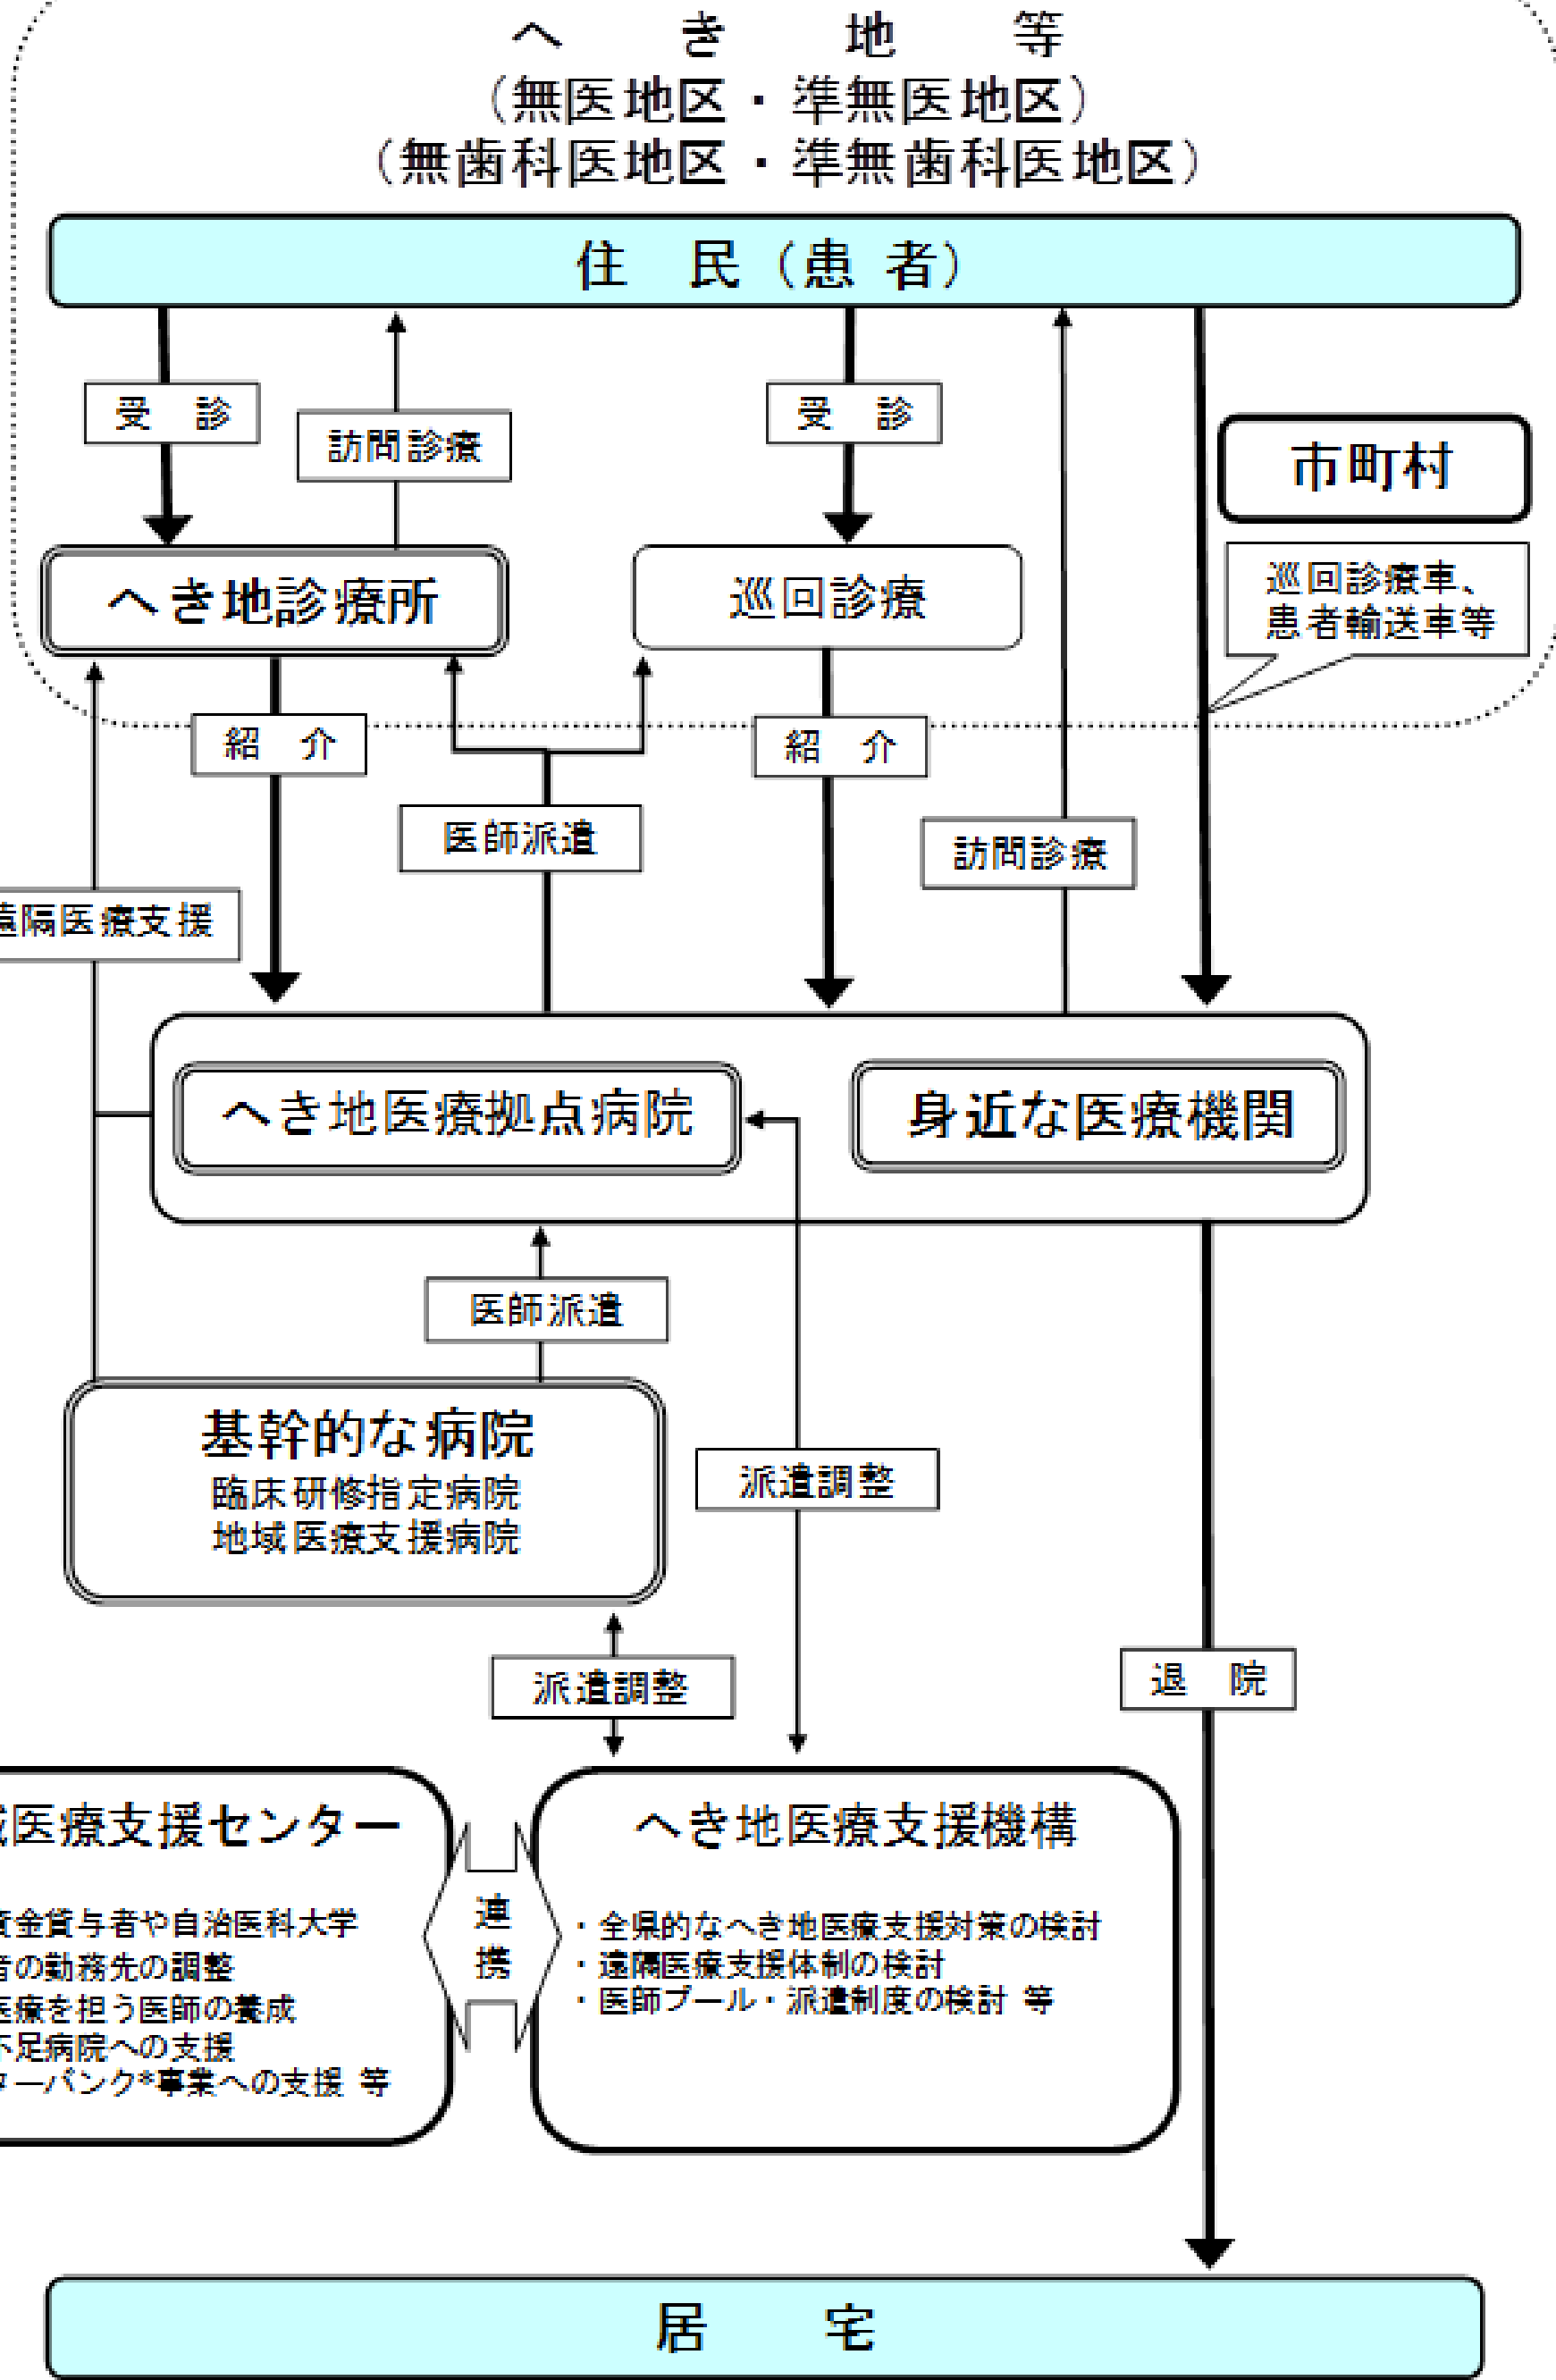 へき地等
（無医地区・準無医地区）
（無歯科医地区・準無歯科医地区）
住民（患者）
受診
訪問診療
受診
市町村
巡回診療車、
患者輸送車等
へき地診療所
巡回診療
紹介
紹介
医師派遣
訪問診療
遠隔医療支援
へき地医療拠点病院
身近な医療機関
医師派遣
基幹的な病院
臨床研修指定病院
地域医療支援病院
派遣調整
派遣調整
退院
域医療支援センター
資金貸与者や自治医科大学
者の勤務先の調整
医療を担う医師の養成
不足病院への支援
ターバンク*事業への支援 等
連携
へき地医療支援機構
・全県的なへき地医療支援対策の検討
・遠隔医療支援体制の検討
・医師プール・派遣制度の検討 等
居宅